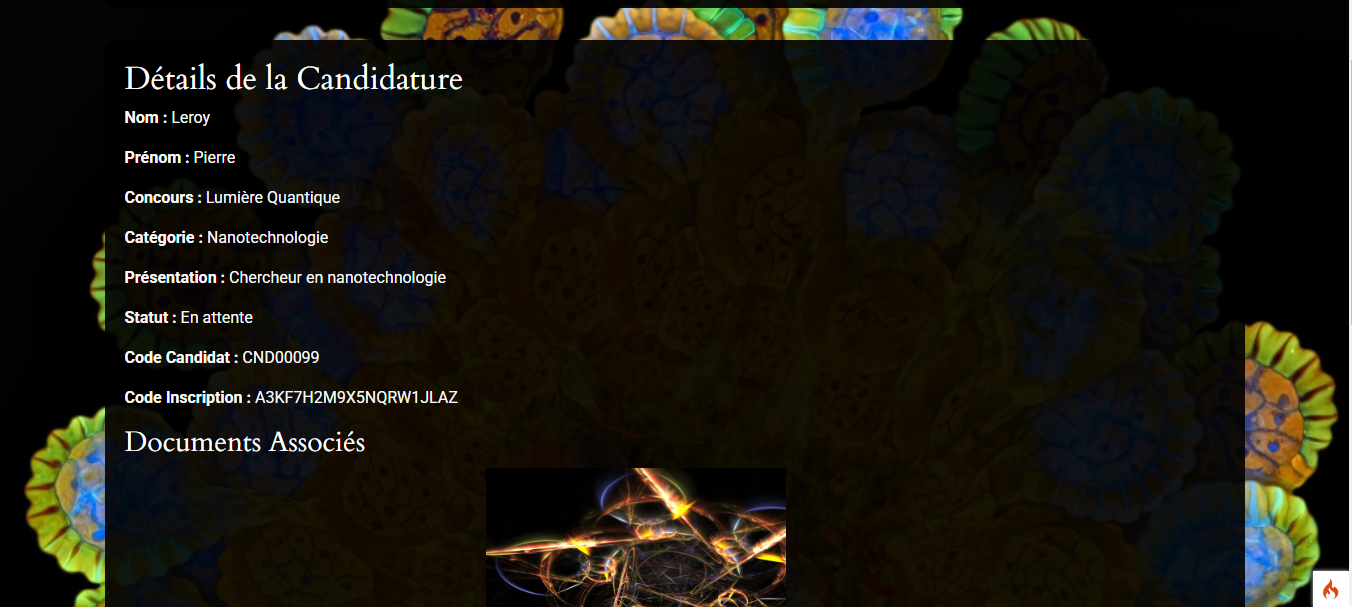 Détails de la Candidature
Nom : Leroy
Prénom : Pierre
Concours : Lumière Quantique
Catégorie : Nanotechnologie
Présentation : Chercheur en nanotechnologie
Statut : En attente
Code Candidat : CND00099
Code Inscription : A3KF7H2M9X5NQRW1JLAZ
Documents Associés